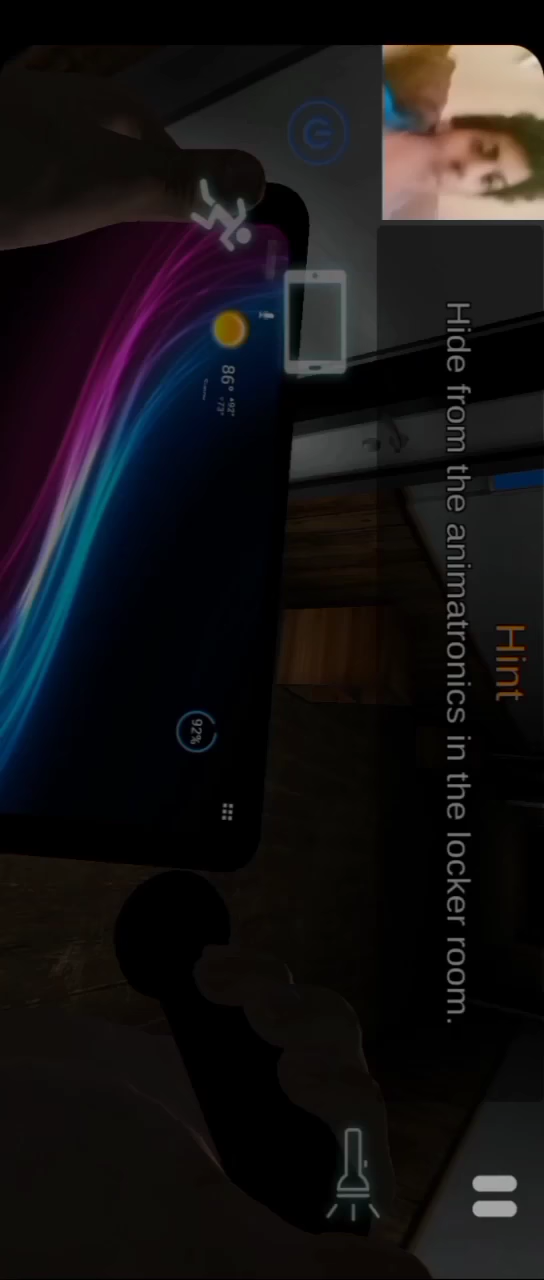 Hint
Hide from the animatronics in the locker room.
86°
92%